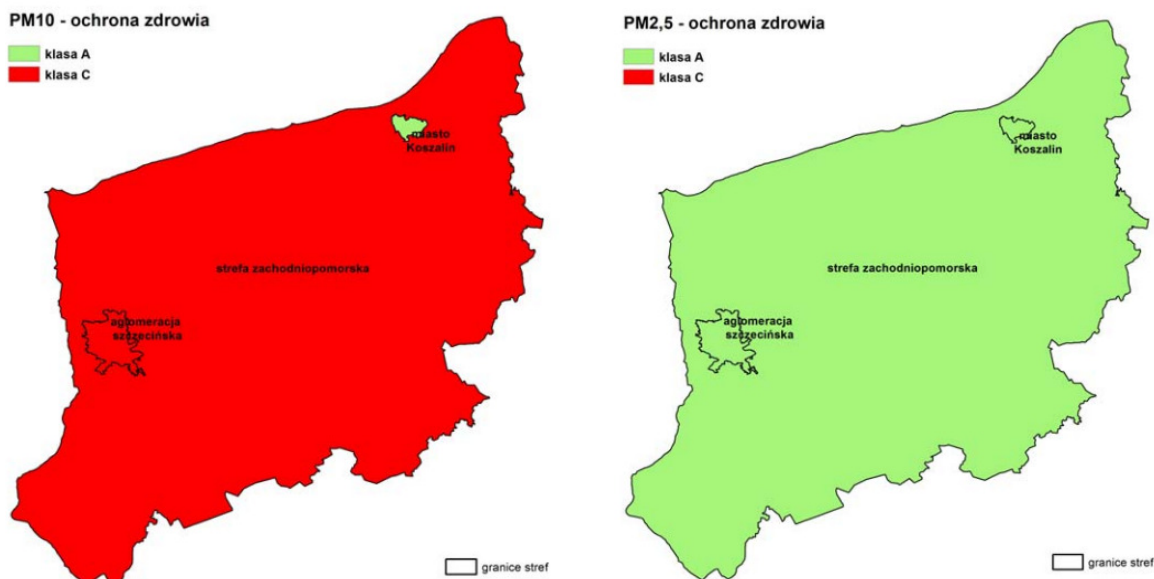 PM10 - ochrona zdrowia
klasa A
klasa C
miasto
Koszalin
strefa zachodniopomorska
aglomeracja
szczecińska
granice stref
PM2,5 - ochrona zdrowia
klasa A
klasa C
miasto
Koszalin
strefa zachodniopomorska
aglomeracja
szczecińska
granice stref